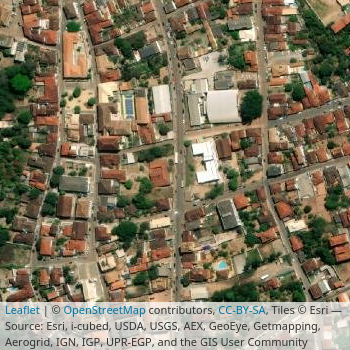 Leaflet | © OpenStreetMap contributors, CC-BY-SA, Tiles © Esri —
Source: Esri, i-cubed, USDA, USGS, AEX, GeoEye, Getmapping,
Aerogrid, IGN, IGP, UPR-EGP, and the GIS User Community